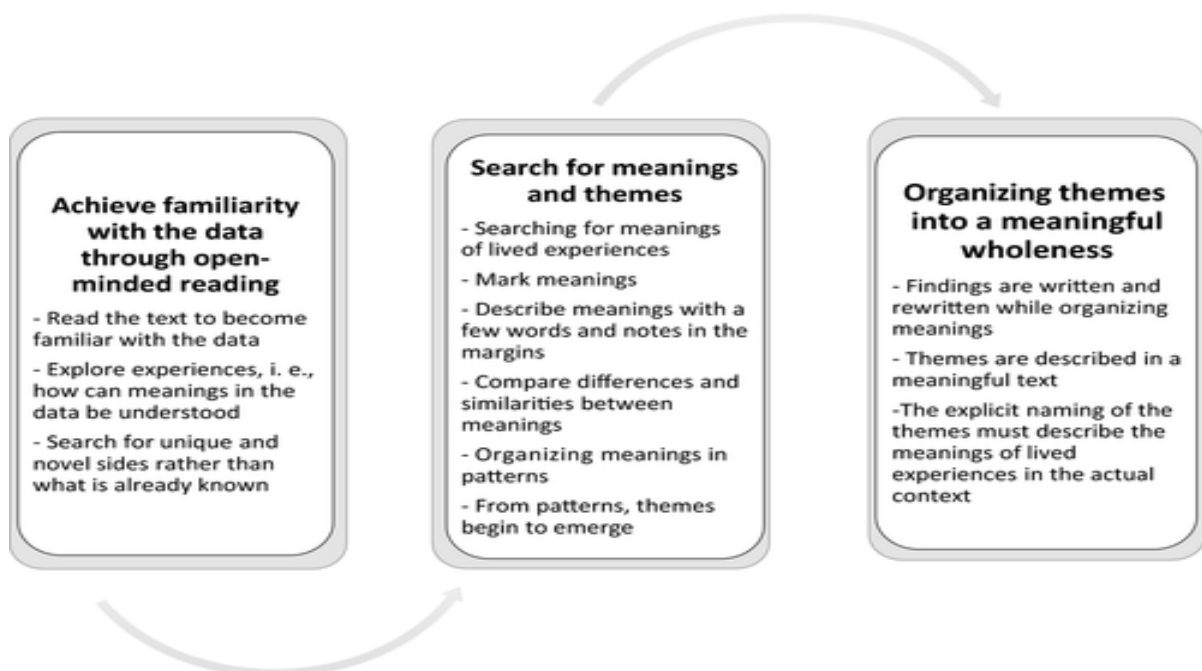 Achieve familiarity
with the data
through open-
minded reading
- Read the text to become
familiar with the data
- Explore experiences, i. e.,
how can meanings in the
data be understood
- Search for unique and
novel sides rather than
what is already known
Search for meanings
and themes
- Searching for meanings
of lived experiences
- Mark meanings
- Describe meanings with a
few words and notes in the
margins
- Compare differences and
similarities between
meanings
- Organizing meanings in
patterns
- From patterns, themes
begin to emerge
Organizing themes
into a meaningful
wholeness
- Findings are written and
rewritten while organizing
meanings
- Themes are described in a
meaningful text
-The explicit naming of the
themes must describe the
meanings of lived
experiences in the actual
context